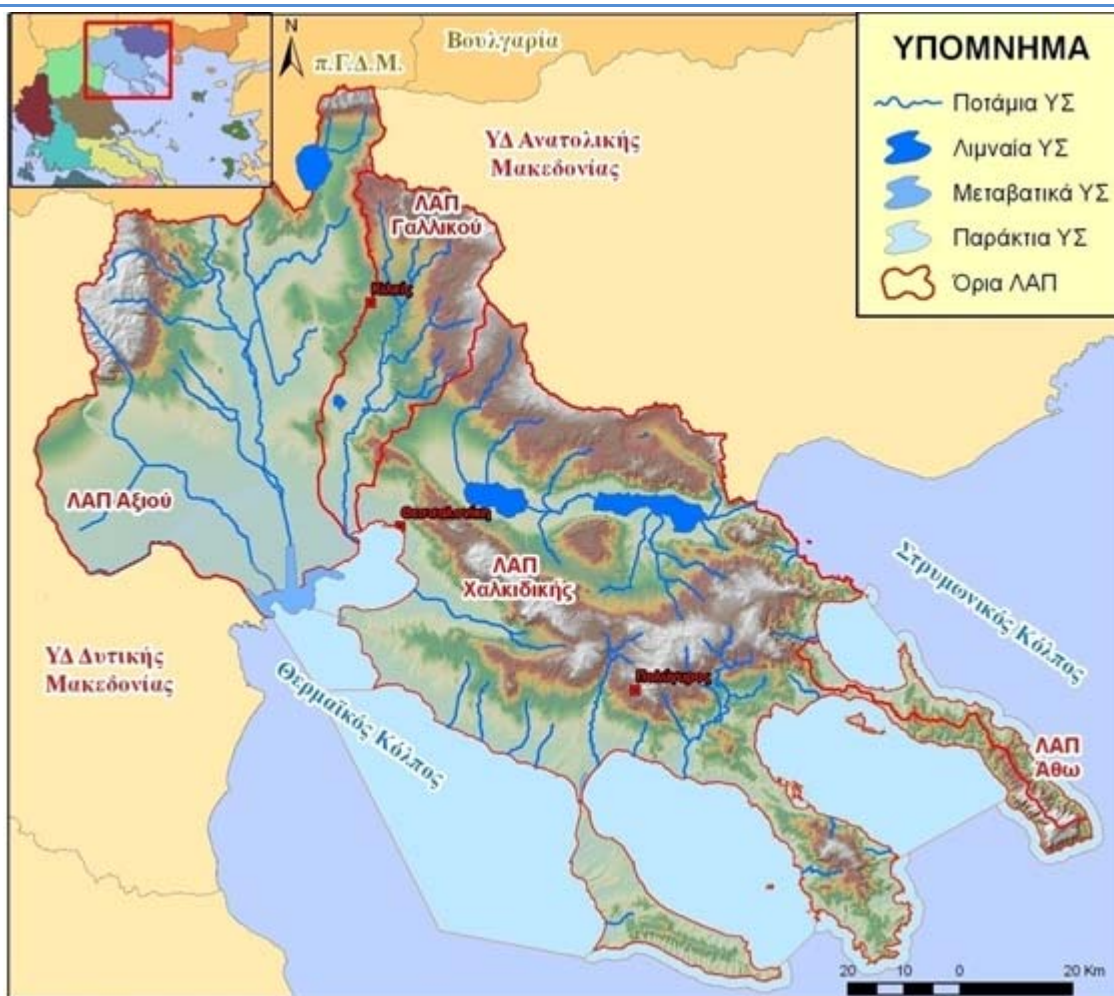 N
π.Γ.Δ.Μ.
Βουλγαρία
ΥΔ Ανατολικής
Μακεδονίας
ΥΠΟΜΝΗΜΑ
Ποτάμια ΥΣ
Λιμναία ΥΣ
Μεταβατικά ΥΣ
Παράκτια ΥΣ
Όρια ΛΑΠ
ΛΑΠ
Γαλλικού
Κιλκίς
ΛΑΠ Αξιού
Θεσσαλονίκη
ΛΑΠ
Χαλκιδικής
Στρυμωνικός Κόλπος
ΥΔ Δυτικής
Μακεδονίας
Θερμαϊκός Κόλπος
Πολύγυρος
ΛΑΠ
Άθω
20 10 0 20 Km